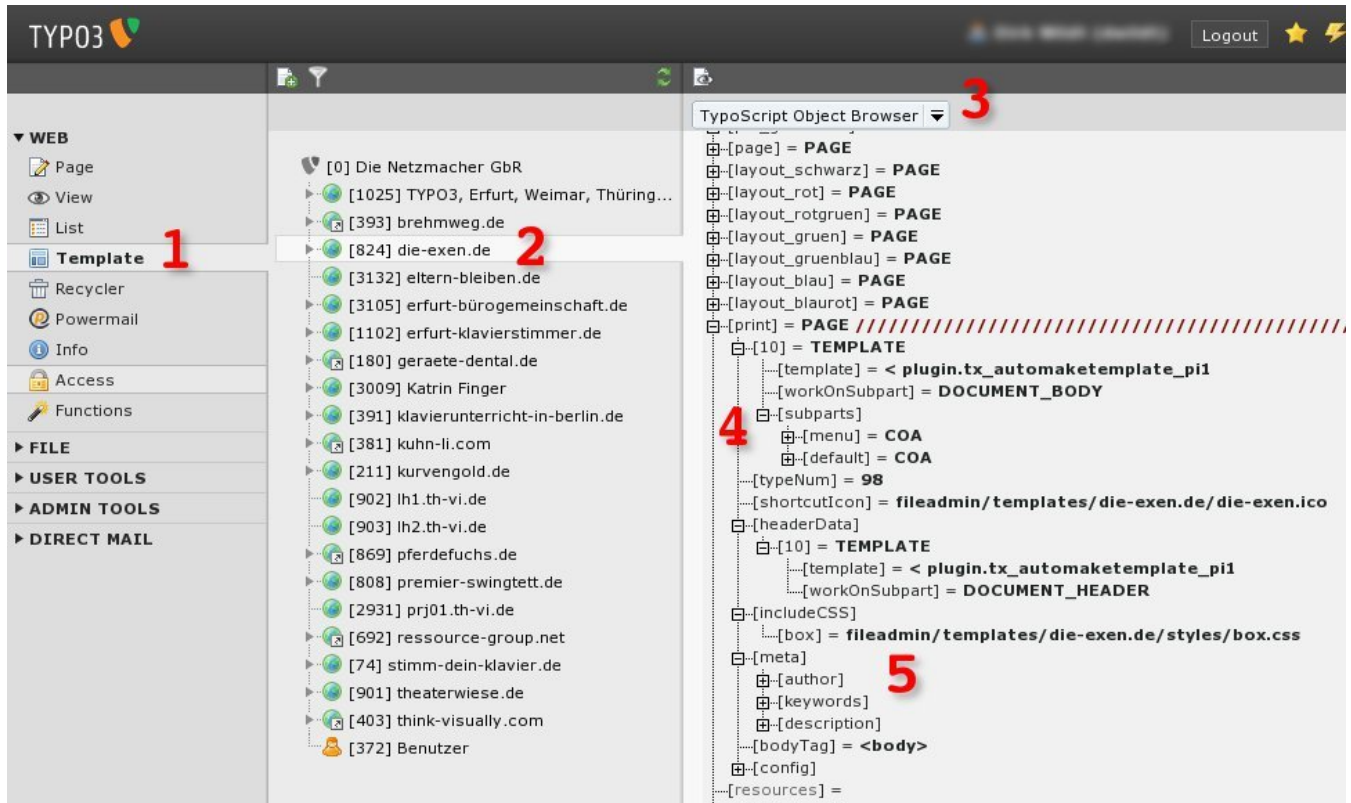 TYPO3
Logout
TypoScript Object Browser
3
WEB
Page
View
List
Template
1
Recycler
Powermail
Info
Access
Functions
FILE
USER TOOLS
ADMIN TOOLS
DIRECT MAIL
[0] Die Netzmacher GbR
[1025] TYPO3, Erfurt, Weimar, Thüring...
[393] brehmweg.de
[824] die-exen.de
2
[3132] eltern-bleiben.de
[3105] erfurt-bürogemeinschaft.de
[1102] erfurt-klavierstimmer.de
[180] geraete-dental.de
[3009] Katrin Finger
[391] klavierunterricht-in-berlin.de
[381] kuhn-li.com
[211] kurvengold.de
[902] lh1.th-vi.de
[903] lh2.th-vi.de
[869] pferdefuchs.de
[808] premier-swingtett.de
[2931] prj01.th-vi.de
[692] ressource-group.net
[74] stimm-dein-klavier.de
[901] theaterwiese.de
[403] think-visually.com
[372] Benutzer
[page] = PAGE
[layout_schwarz] = PAGE
[layout_rot] = PAGE
[layout_rotgruen] = PAGE
[layout_gruen] = PAGE
[layout_gruenblau] = PAGE
[layout_blau] = PAGE
[layout_blaurot] = PAGE
[print] = PAGE ////////////////////////////////////////////
[10] = TEMPLATE
[template] = < plugin.tx_automaketemplate_pi1
[workOnSubpart] = DOCUMENT_BODY
[subparts]
4
[menu] = COA
[default] = COA
[typeNum] = 98
[shortcutIcon] = fileadmin/templates/die-exen.de/die-exen.ico
[headerData]
[10] = TEMPLATE
[template] = < plugin.tx_automaketemplate_pi1
[workOnSubpart] = DOCUMENT_HEADER
[includeCSS]
[box] = fileadmin/templates/die-exen.de/styles/box.css
[meta]
5
[author]
[keywords]
[description]
[bodyTag] = <body>
[config]
[resources] =